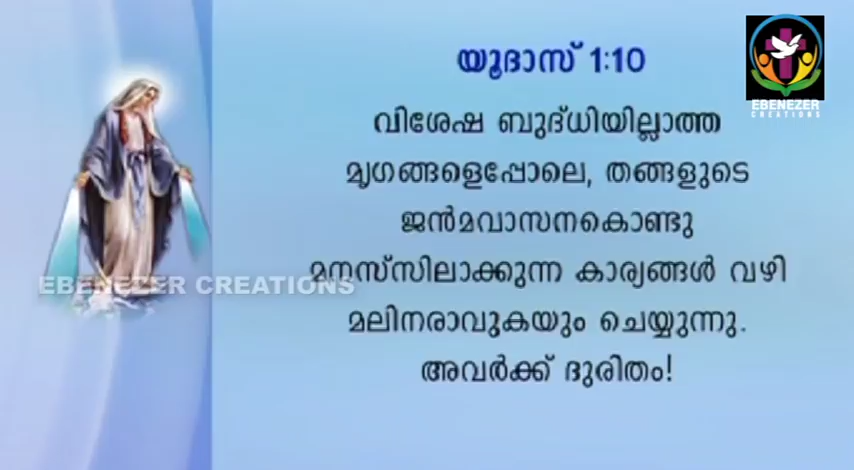 യൂദാസ് 1:10
വിശേഷ ബുദ്ധിയില്ലാത്ത
മൃഗങ്ങളെപ്പോലെ, തങ്ങളുടെ
ജൻമവാസനകൊണ്ടു
മനസ്സിലാക്കുന്ന കാര്യങ്ങൾ വഴി
മലിനരാവുകയും ചെയ്യുന്നു.
അവർക്ക് ദുരിതം!
EBENEZER CREATIONS
EBENEZER
CREATIONS